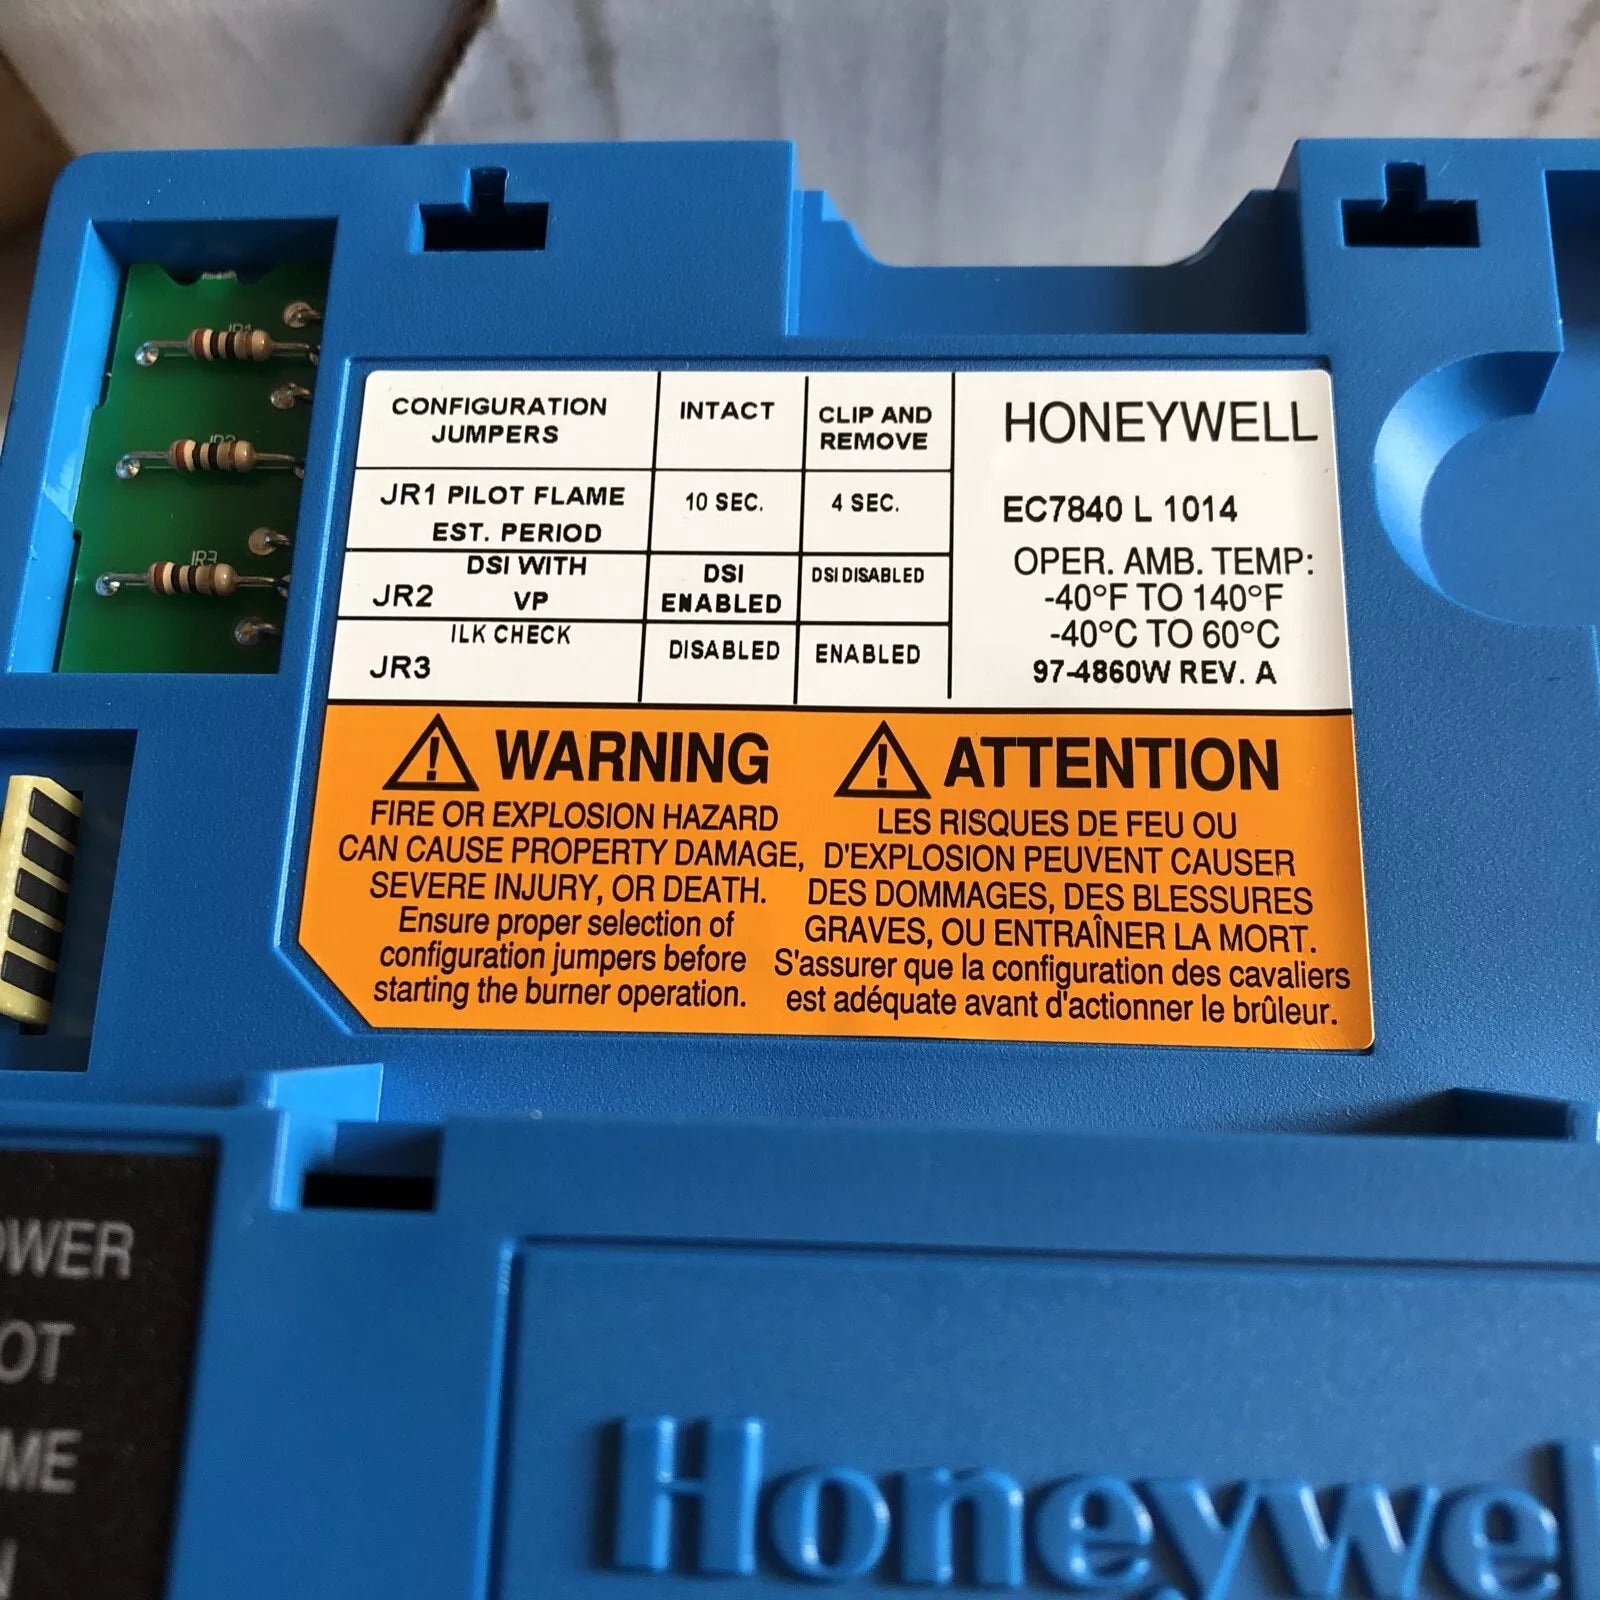 JR1
JR2
JR3
CONFIGURATION
JUMPERS
INTACT
CLIP AND
REMOVE
JR1 PILOT FLAME
EST. PERIOD
10 SEC.
4 SEC.
DSI WITH
JR2 VP
DSI
ENABLED
DSI DISABLED
ILK CHECK
JR3
DISABLED
ENABLED
HONEYWELL
EC7840 L 1014
OPER. AMB. TEMP:
-40°F TO 140°F
-40°C TO 60°C
97-4860W REV. A
WARNING
FIRE OR EXPLOSION HAZARD
CAN CAUSE PROPERTY DAMAGE,
SEVERE INJURY, OR DEATH.
Ensure proper selection of
configuration jumpers before
starting the burner operation.
ATTENTION
LES RISQUES DE FEU OU
D'EXPLOSION PEUVENT CAUSER
DES DOMMAGES, DES BLESSURES
GRAVES, OU ENTRAÎNER LA MORT.
S'assurer que la configuration des cavaliers
est adéquate avant d'actionner le brûleur.
OWER
OT
ME
Honeywel